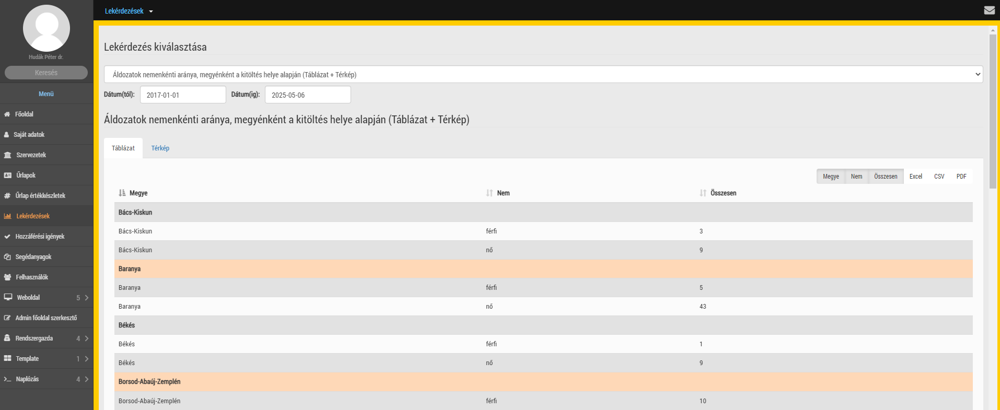 Hudák Péter dr.
Keresés
Menü
Főoldal
Saját adatok
Szervezetek
Űrlapok
Űrlap értékkészletek
Lekérdezések
Hozzáférési igények
Segédanyagok
Felhasználók
Weboldal 5
Admin főoldal szerkesztő
Rendszergazda 4
Template 1
Naplózás 4
Lekérdezések
Lekérdezés kiválasztása
Áldozatok nemenkénti aránya, megyénként a kitöltés helye alapján (Táblázat + Térkép)
Dátum(tól): 2017-01-01 Dátum(ig): 2025-05-06
Áldozatok nemenkénti aránya, megyénként a kitöltés helye alapján (Táblázat + Térkép)
Táblázat Térkép
Megye Nem Összesen Excel CSV PDF
Megye Nem Összesen
Bács-Kiskun
Bács-Kiskun férfi 3
Bács-Kiskun nő 9
Baranya
Baranya férfi 5
Baranya nő 43
Békés
Békés férfi 1
Békés nő 9
Borsod-Abaúj-Zemplén
Borsod-Abaúj-Zemplén férfi 10